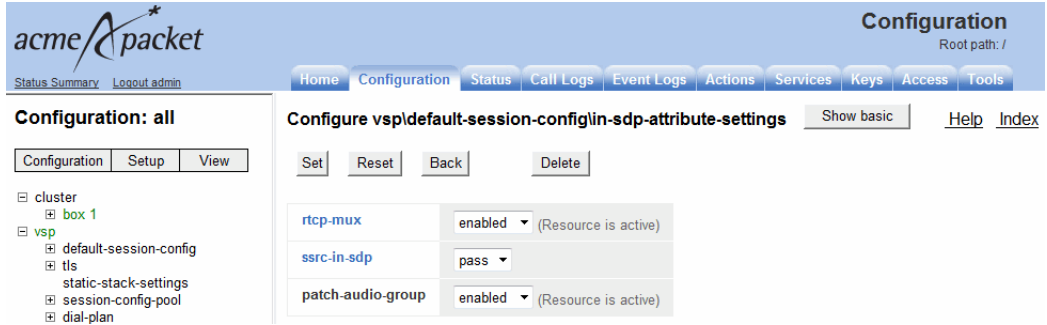 acme packet
Configuration
Root path: /
Status Summary Logout admin
Home Configuration Status Call Logs Event Logs Actions Services Keys Access Tools
Configuration: all
Configure vsp\default-session-config\in-sdp-attribute-settings Show basic Help Index
Configuration Setup View
Set Reset Back Delete
cluster
box 1
vsp
default-session-config
tls
static-stack-settings
session-config-pool
dial-plan
rtcp-mux enabled (Resource is active)
ssrc-in-sdp pass
patch-audio-group enabled (Resource is active)